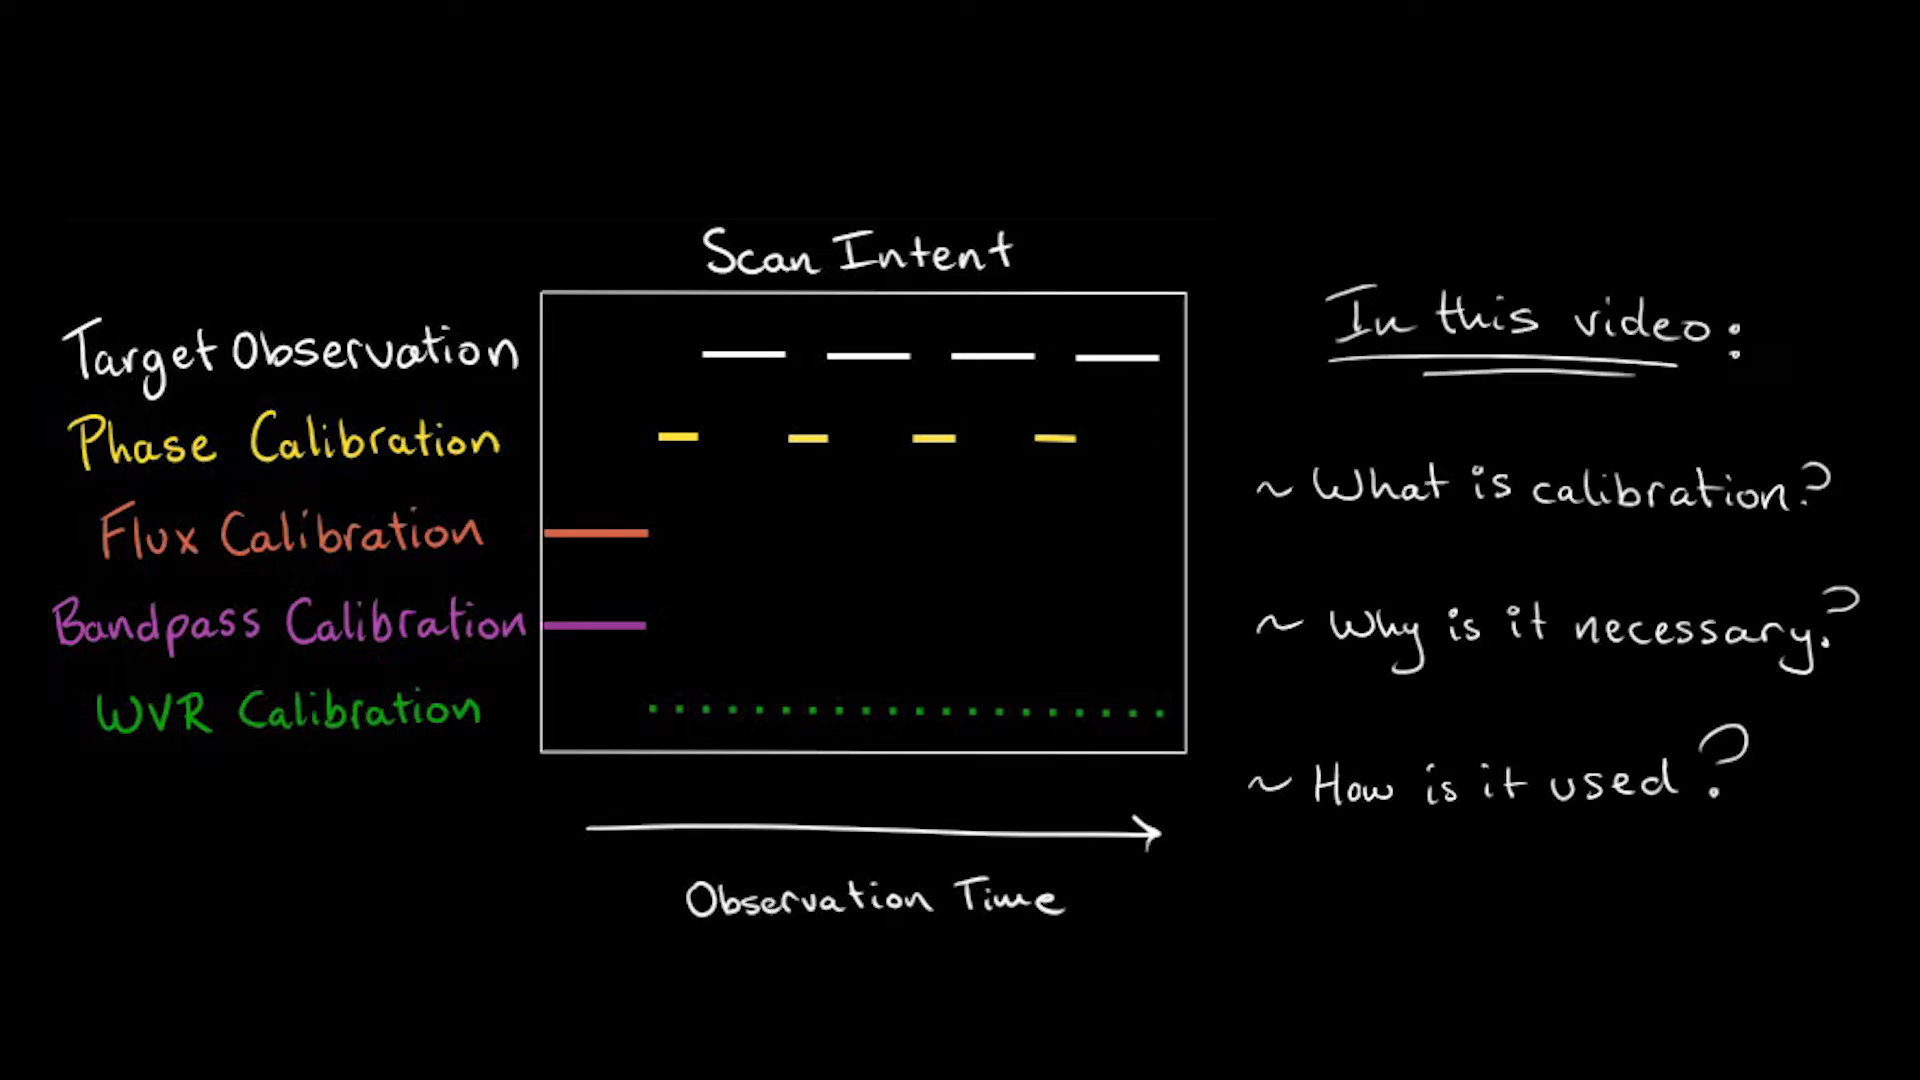 Scan Intent
Target Observation
Phase Calibration
Flux Calibration
Bandpass Calibration
WVR Calibration
Observation Time
In this video:
~ What is calibration?
~ Why is it necessary?
~ How is it used?